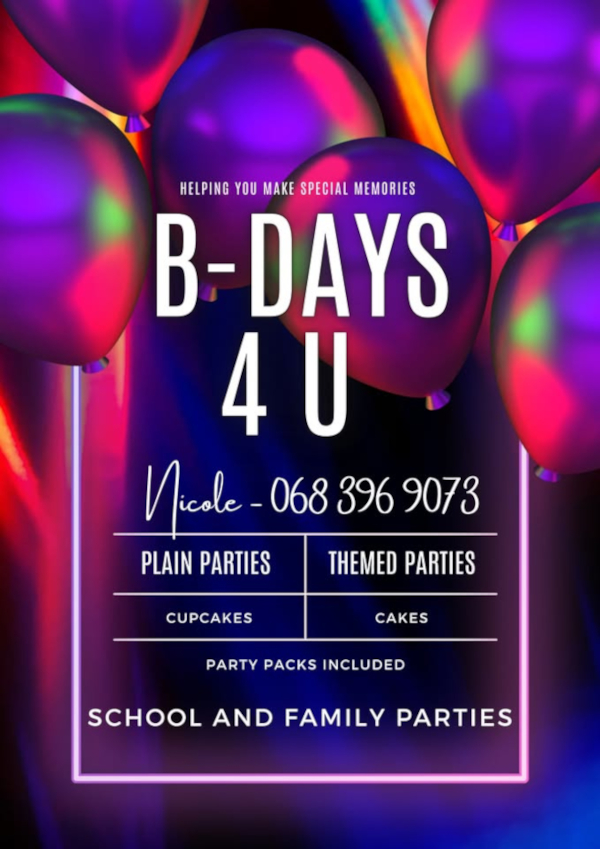 HELPING YOU MAKE SPECIAL MEMORIES
B-DAYS
4 U
Nicole - 068 396 9073
PLAIN PARTIES THEMED PARTIES
CUPCAKES CAKES
PARTY PACKS INCLUDED
SCHOOL AND FAMILY PARTIES